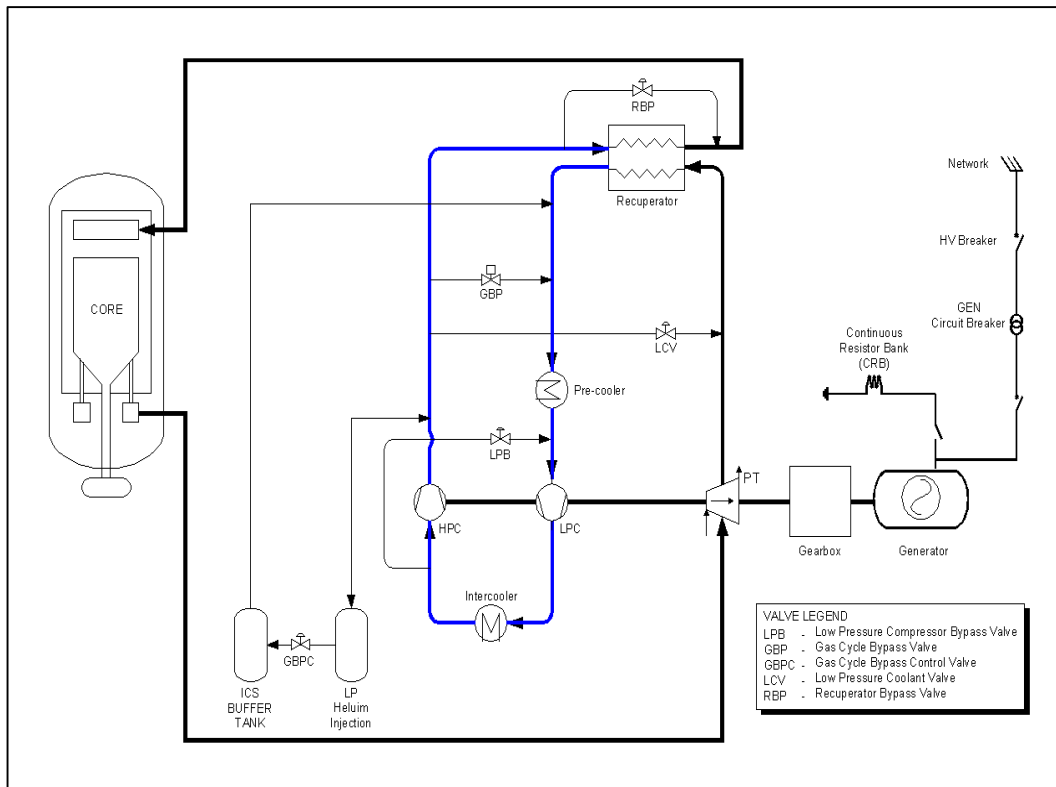 RBP
Recuperator
Network
HV Breaker
GEN
Circuit Breaker
CORE
GBP
LCV
Continuous
Resistor Bank
(CRB)
Pre-cooler
LPB
PT
HPC
LPC
Gearbox
Generator
Intercooler
GBPC
ICS
BUFFER
TANK
LP
Heluim
Injection
VALVE LEGEND
LPB - Low Pressure Compressor Bypass Valve
GBP - Gas Cycle Bypass Valve
GBPC - Gas Cycle Bypass Control Valve
LCV - Low Pressure Coolant Valve
RBP - Recuperator Bypass Valve